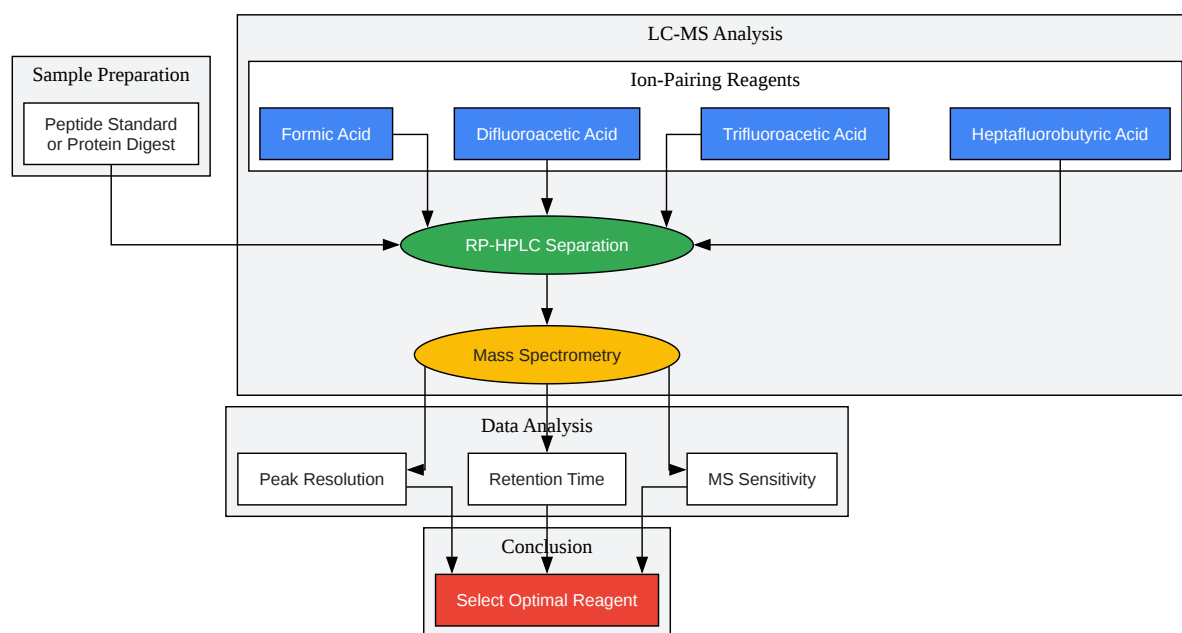 LC-MS Analysis
Sample Preparation
Ion-Pairing Reagents
Peptide Standard
or Protein Digest
Formic Acid
Difluoroacetic Acid
Trifluoroacetic Acid
Heptafluorobutyric Acid
RP-HPLC Separation
Mass Spectrometry
Data Analysis
Peak Resolution
Retention Time
MS Sensitivity
Conclusion
Select Optimal Reagent